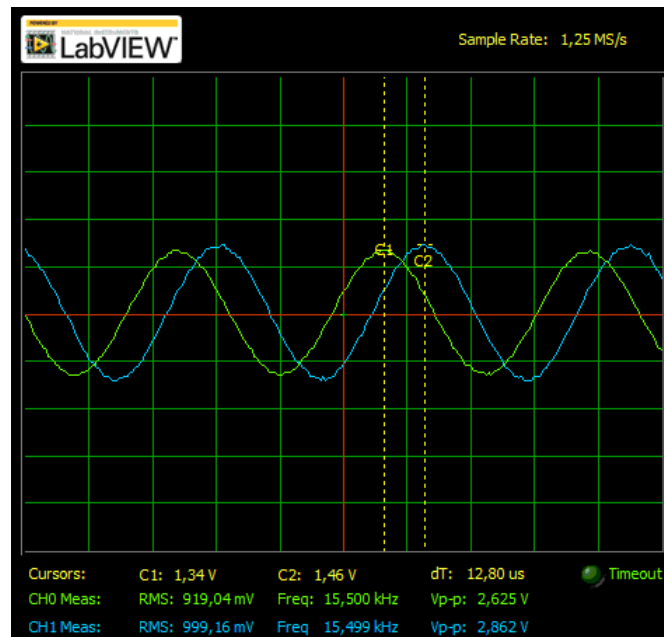 POWERED BY
NATIONAL INSTRUMENTS
LabVIEW™
Sample Rate: 1,25 MS/s
C1
C2
Cursors: C1: 1,34 V C2: 1,46 V dT: 12,80 us Timeout
CH0 Meas: RMS: 919,04 mV Freq: 15,500 kHz Vp-p: 2,625 V
CH1 Meas: RMS: 999,16 mV Freq 15,499 kHz Vp-p: 2,862 V